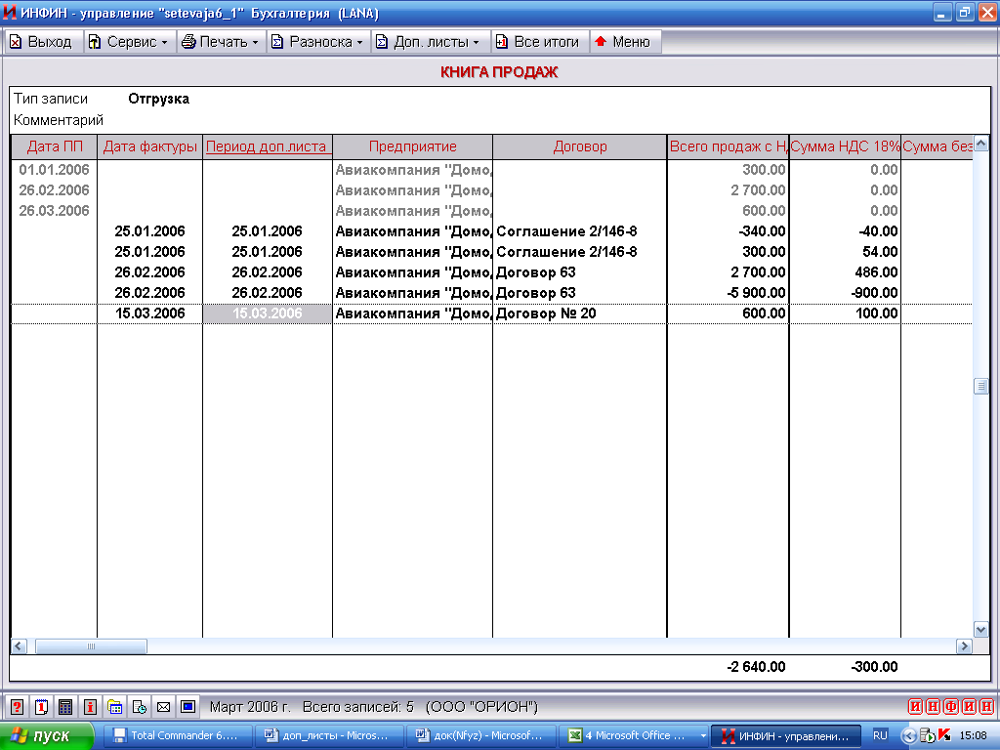 ИНФИН - управление "setevaja6_1" Бухгалтерия (LANA)
Выход Сервис Печать Разноска Доп. листы Все итоги Меню
КНИГА ПРОДАЖ
Тип записи Отгрузка
Комментарий
Дата ПП Дата фактуры Период доп.листа Предприятие Договор Всего продаж с Н, Сумма НДС 18% Сумма без
01.01.2006 Авиакомпания "Домо, 300.00 0.00
26.02.2006 Авиакомпания "Домо, 2 700.00 0.00
26.03.2006 Авиакомпания "Домо, 600.00 0.00
25.01.2006 25.01.2006 Авиакомпания "Домо, Соглашение 2/146-8 -340.00 -40.00
25.01.2006 25.01.2006 Авиакомпания "Домо, Соглашение 2/146-8 300.00 54.00
26.02.2006 26.02.2006 Авиакомпания "Домо, Договор 63 2 700.00 486.00
26.02.2006 26.02.2006 Авиакомпания "Домо, Договор 63 -5 900.00 -900.00
15.03.2006 15.03.2006 Авиакомпания "Домо, Договор № 20 600.00 100.00
-2 640.00 -300.00
Март 2006 г. Всего записей: 5 (ООО "ОРИОН") ИНФИН
пуск Total Commander 6.... доп_листы - Micros... док(Nfyz) - Microsof... 4 Microsoft Office ... ИНФИН - управлени... RU 15:08